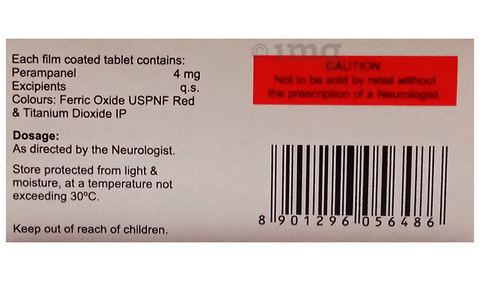 Each film coated tablet contains:
Perampanel 4 mg
Excipients q.s.
Colours: Ferric Oxide USPNF Red
& Titanium Dioxide IP
Dosage:
As directed by the Neurologist.
Store protected from light &
moisture, at a temperature not
exceeding 30ºC.
Keep out of reach of children.
1mg
CAUTION
Not to be sold by retail without
the prescription of a Neurologist.
8 901296 056486